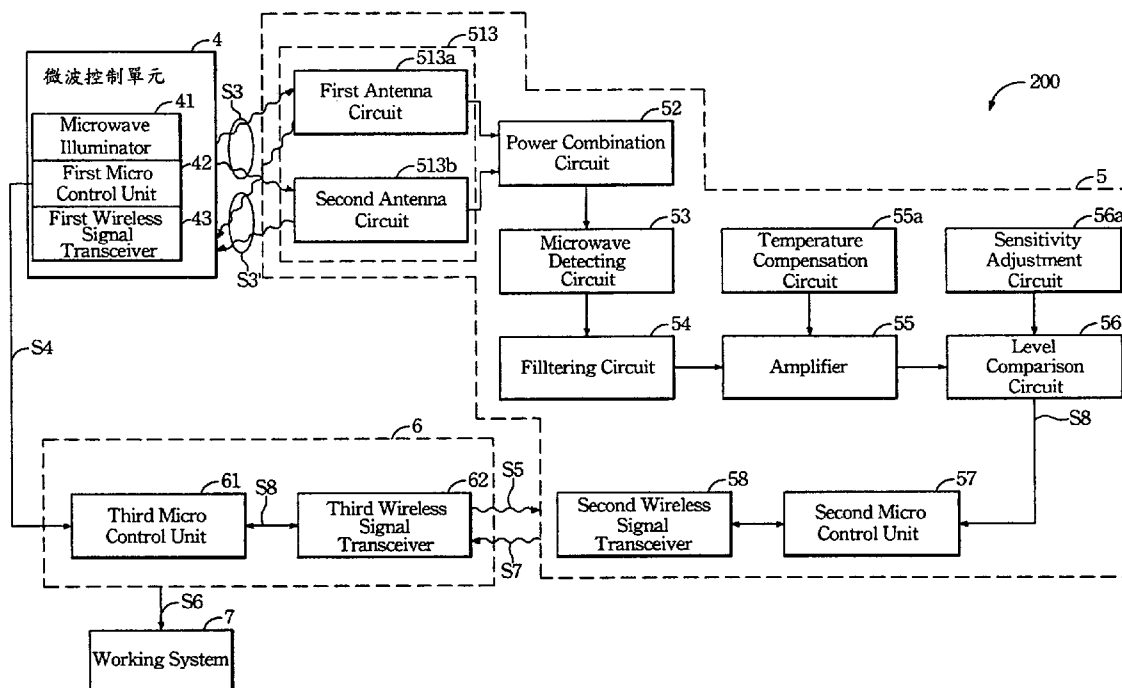 4
微波控制單元
41
Microwave
Illuminator
42
First Micro
Control Unit
43
First Wireless
Signal
Transceiver
S3
S3'
513
513a
First Antenna
Circuit
513b
Second Antenna
Circuit
52
Power Combination
Circuit
200
5
53
Microwave
Detecting
Circuit
55a
Temperature
Compensation
Circuit
56a
Sensitivity
Adjustment
Circuit
54
Filltering Circuit
55
Amplifier
56
Level
Comparison
Circuit
S4
S8
6
61
Third Micro
Control Unit
S8
62
Third Wireless
Signal
Transceiver
S5
S7
58
Second Wireless
Signal
Transceiver
57
Second Micro
Control Unit
S6
7
Working System